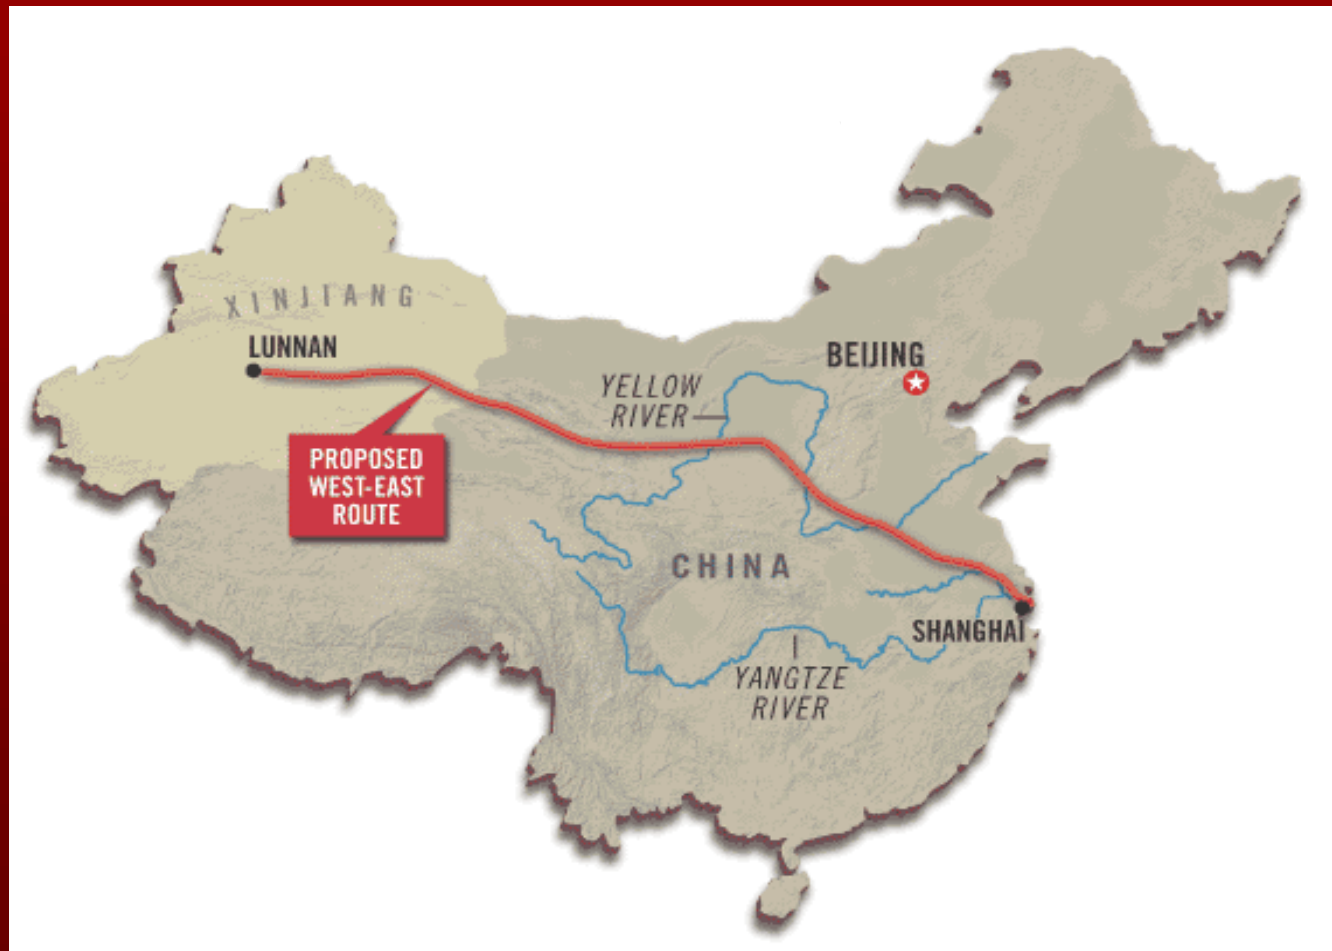 XINJIANG
LUNNAN
BEIJING
YELLOW
RIVER
PROPOSED
WEST-EAST
ROUTE
CHINA
SHANGHAI
YANGTZE
RIVER